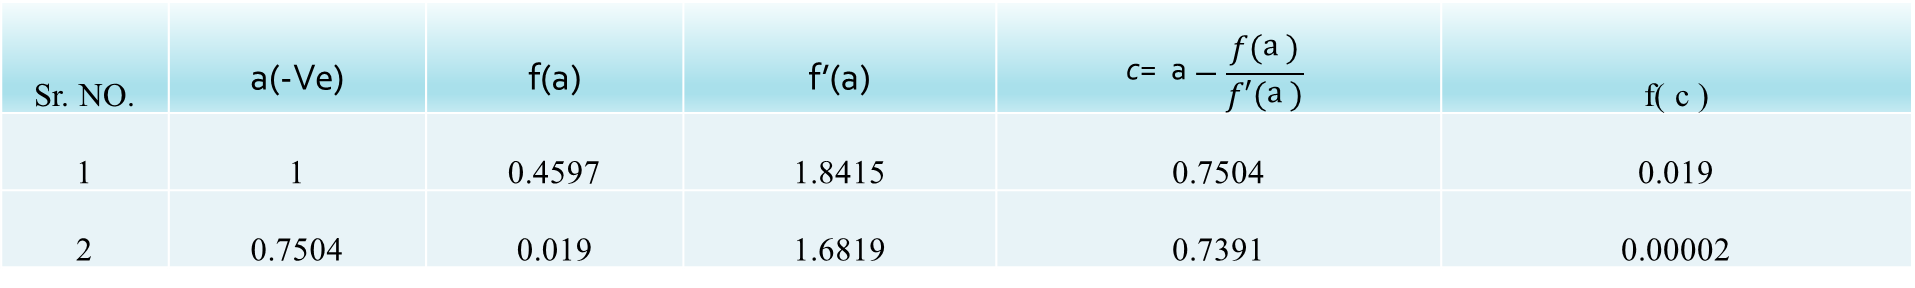 Sr. NO. a(-Ve) f(a) f′(a) c= a − f(a)/f′(a) f( c )
1 1 0.4597 1.8415 0.7504 0.019
2 0.7504 0.019 1.6819 0.7391 0.00002